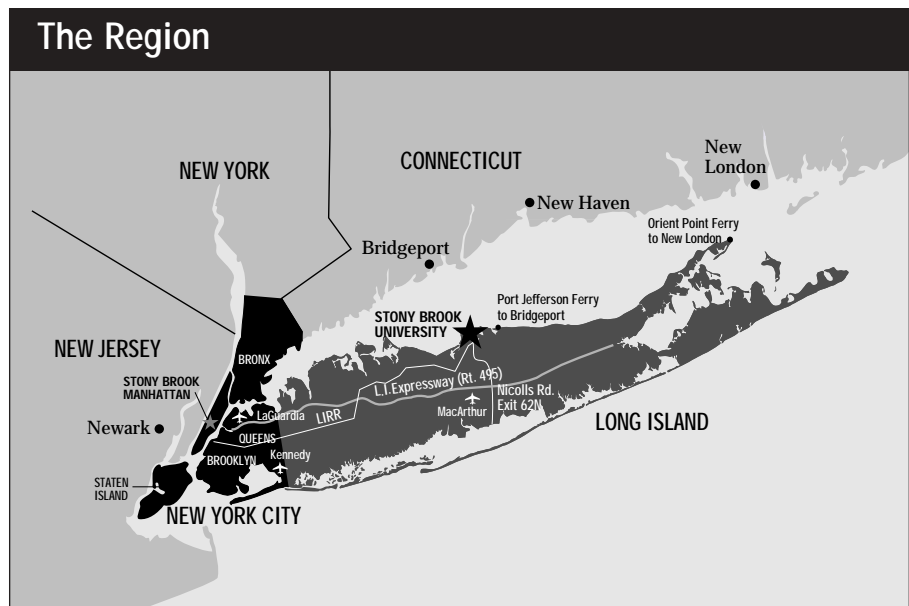 The Region
NEW YORK
CONNECTICUT
New
London
New Haven
Orient Point Ferry
to New London
Bridgeport
Port Jefferson Ferry
to Bridgeport
STONY BROOK
UNIVERSITY
NEW JERSEY
BRONX
STONY BROOK
MANHATTAN
L.I.Expressway (Rt. 495)
Nicolls Rd.
Exit 62N
LaGuardia
LIRR
MacArthur
Newark
QUEENS
LONG ISLAND
BROOKLYN
Kennedy
STATEN
ISLAND
NEW YORK CITY